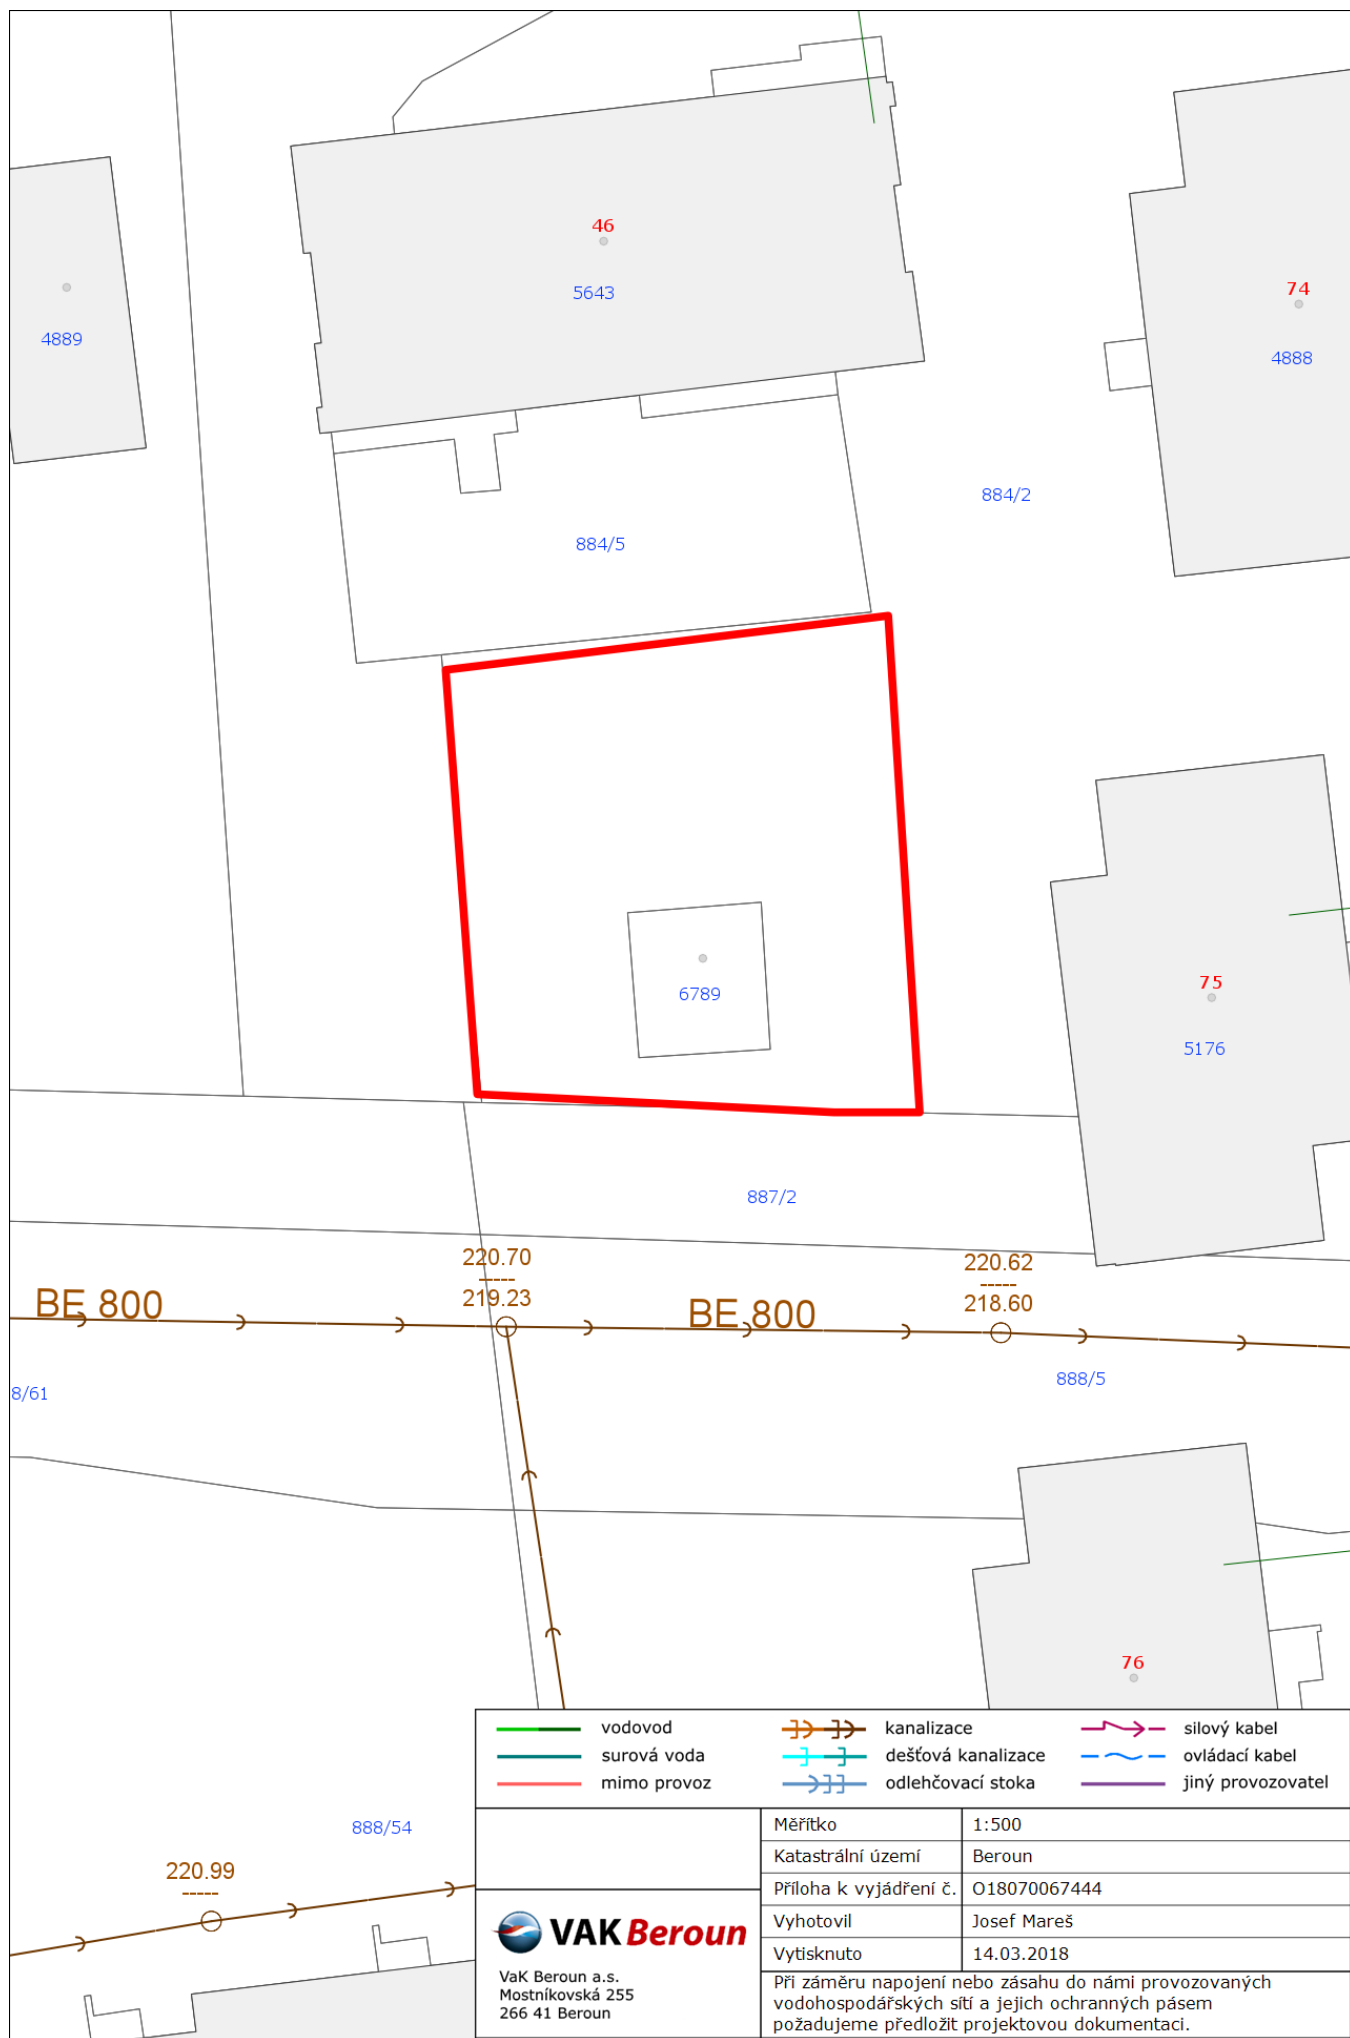 46
5643
74
4889
4888
884/2
884/5
6789
75
5176
887/2
220.70
-----
219.23
220.62
-----
218.60
BE 800
BE 800
888/5
8/61
76
vodovod
kanalizace
silový kabel
surová voda
dešťová kanalizace
ovládací kabel
mimo provoz
odlehčovací stoka
jiný provozovatel
888/54
220.99
-----
Měřítko 1:500
Katastrální území Beroun
Příloha k vyjádření č. O18070067444
Vyhotovil Josef Mareš
Vytisknuto 14.03.2018
VAK Beroun
VaK Beroun a.s.
Mostníkovská 255
266 41 Beroun
Při záměru napojení nebo zásahu do námi provozovaných
vodohospodářských sítí a jejich ochranných pásem
požadujeme předložit projektovou dokumentaci.